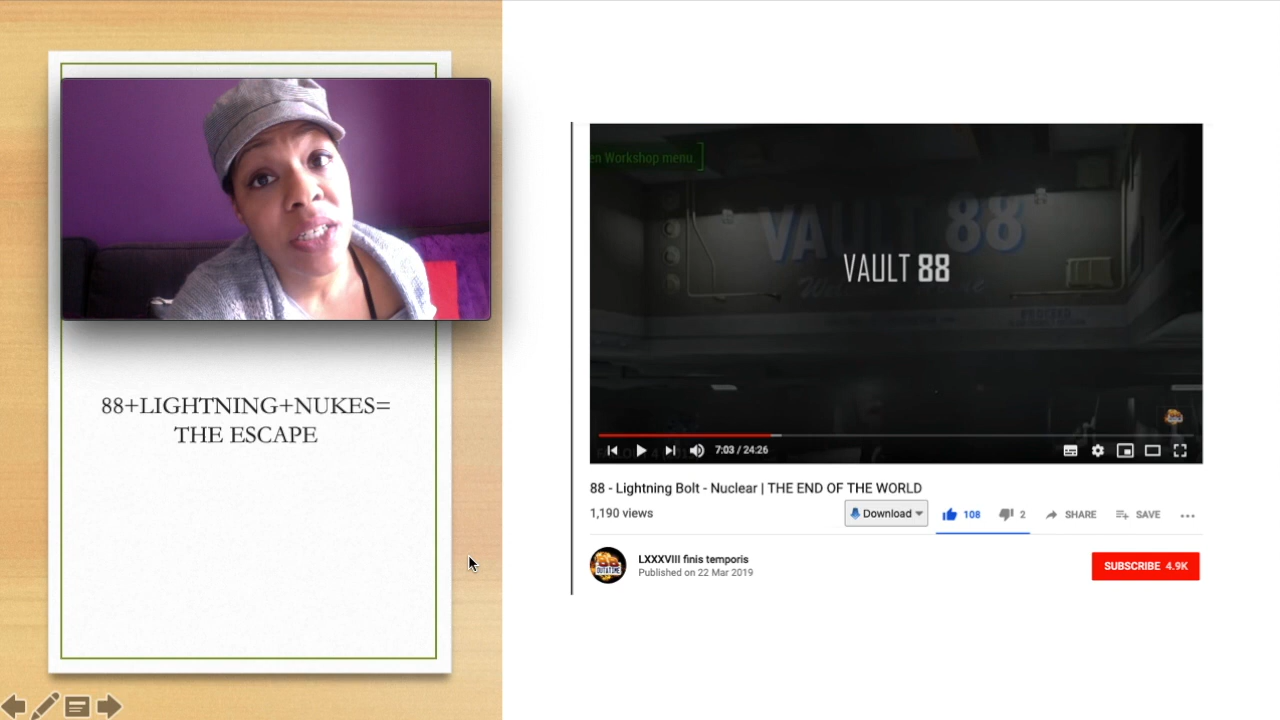 88+LIGHTNING+NUKES=
THE ESCAPE
en Workshop menu.
VAULT 88
VAULT 88
7:03 / 24:26
88 - Lightning Bolt - Nuclear | THE END OF THE WORLD
1,190 views
Download
108
2
SHARE
SAVE
LXXXVIII finis temporis
Published on 22 Mar 2019
SUBSCRIBE 4.9K